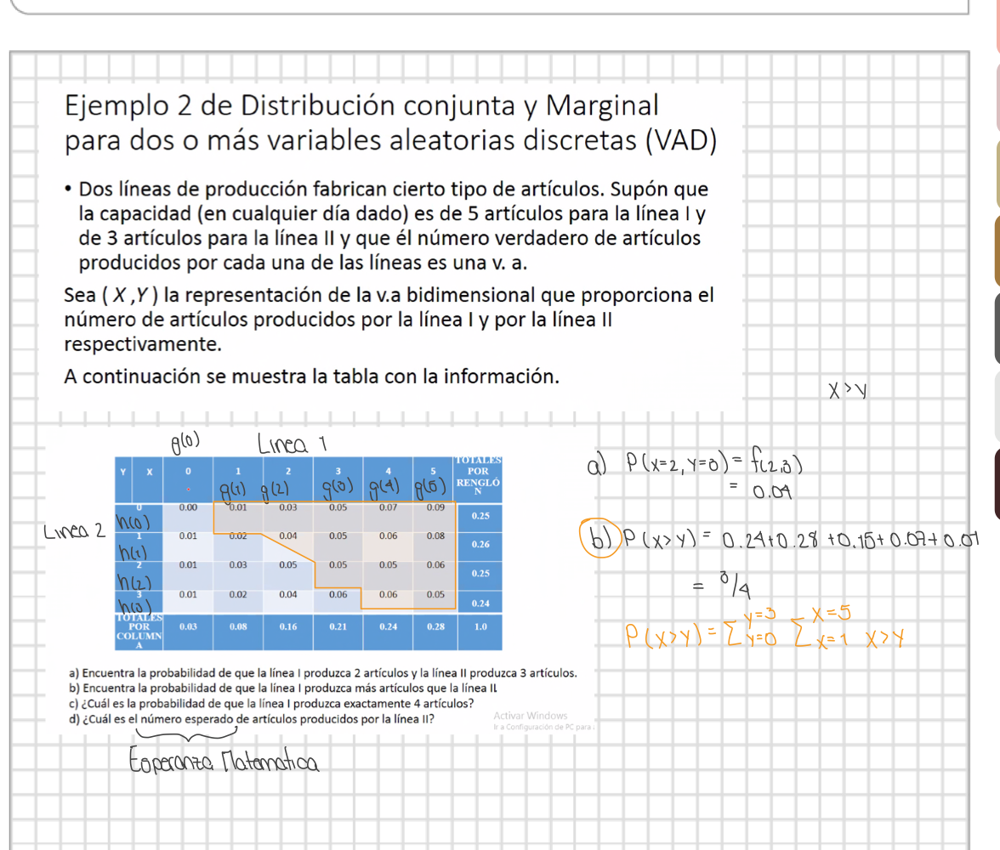 Ejemplo 2 de Distribución conjunta y Marginal
para dos o más variables aleatorias discretas (VAD)
• Dos líneas de producción fabrican cierto tipo de artículos. Supón que
la capacidad (en cualquier día dado) es de 5 artículos para la línea I y
de 3 artículos para la línea II y que él número verdadero de artículos
producidos por cada una de las líneas es una v. a.
Sea ( X ,Y ) la representación de la v.a bidimensional que proporciona el
número de artículos producidos por la línea I y por la línea II
respectivamente.
A continuación se muestra la tabla con la información.
X > Y
g(0) Linea 1
Y X 0 1 2 3 4 5 TOTALES POR RENGLÓN
g(1) g(2) g(3) g(4) g(5)
Linea 2
0 0.00 0.01 0.03 0.05 0.07 0.09 0.25
h(0)
1 0.01 0.02 0.04 0.05 0.06 0.08 0.26
h(1)
2 0.01 0.03 0.05 0.05 0.05 0.06 0.25
h(2)
3 0.01 0.02 0.04 0.06 0.06 0.05 0.24
h(3)
TOTALES POR COLUMNA 0.03 0.08 0.16 0.21 0.24 0.28 1.0
a) P(X=2, Y=3) = f(2,3)
= 0.04
b) P(X>Y) = 0.24+0.28+0.15+0.07+0.01
= 3/4
P(X>Y) = Σ y=3 y=0 Σ x=5 x=1 X>Y
a) Encuentra la probabilidad de que la línea I produzca 2 artículos y la línea II produzca 3 artículos.
b) Encuentra la probabilidad de que la línea I produzca más artículos que la línea II.
c) ¿Cuál es la probabilidad de que la línea I produzca exactamente 4 artículos?
d) ¿Cuál es el número esperado de artículos producidos por la línea II?
Activar Windows
Ir a Configuración de PC para
Esperanza Matematica